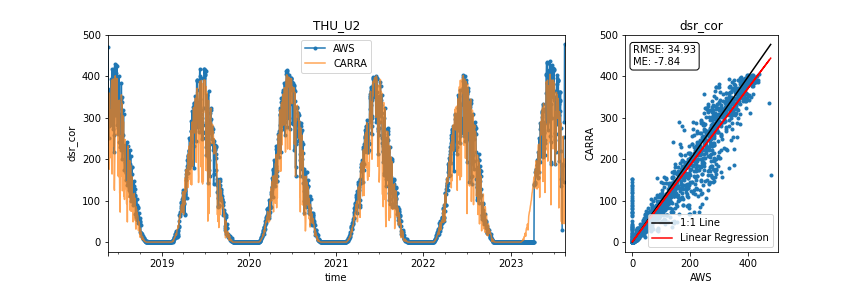 THU_U2
dsr_cor
500
400
300
200
100
0
dsr_cor
AWS
CARRA
2019
2020
2021
2022
2023
time
500
400
300
200
100
0
CARRA
RMSE: 34.93
ME: -7.84
1:1 Line
Linear Regression
0
200
400
AWS